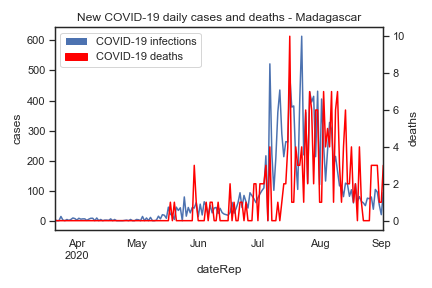 New COVID-19 daily cases and deaths - Madagascar
COVID-19 infections
COVID-19 deaths
600
500
400
300
200
100
0
cases
10
8
6
4
2
0
deaths
Apr
2020
May
Jun
Jul
Aug
Sep
dateRep